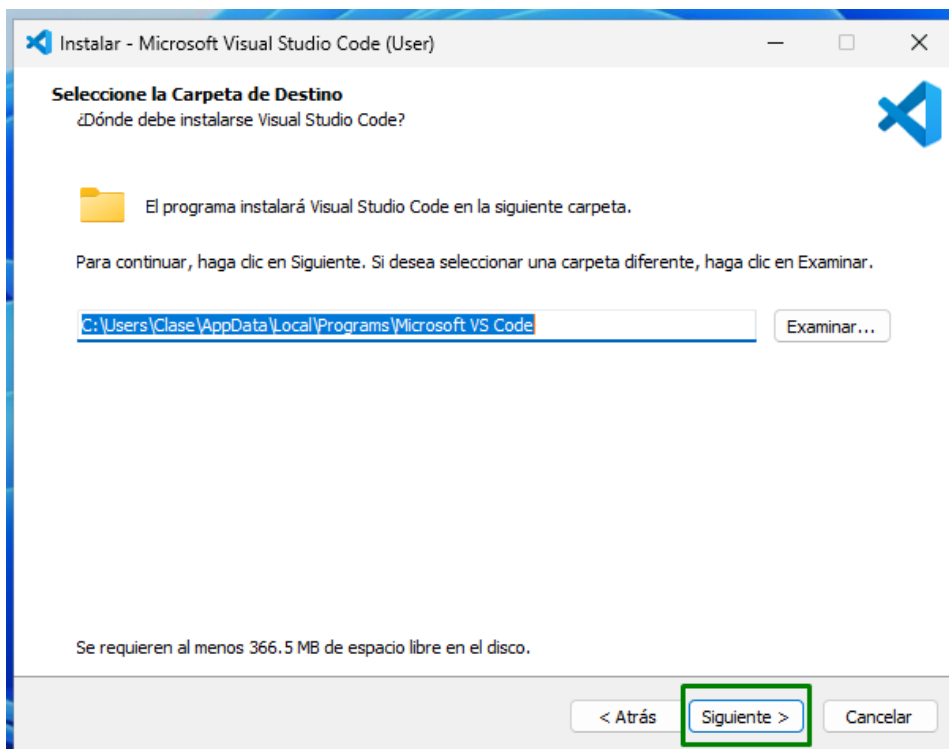 Instalar - Microsoft Visual Studio Code (User)
Seleccione la Carpeta de Destino
¿Dónde debe instalarse Visual Studio Code?
El programa instalará Visual Studio Code en la siguiente carpeta.
Para continuar, haga clic en Siguiente. Si desea seleccionar una carpeta diferente, haga clic en Examinar.
C:\Users\Clase\AppData\Local\Programs\Microsoft VS Code
Examinar...
Se requieren al menos 366.5 MB de espacio libre en el disco.
< Atrás Siguiente > Cancelar